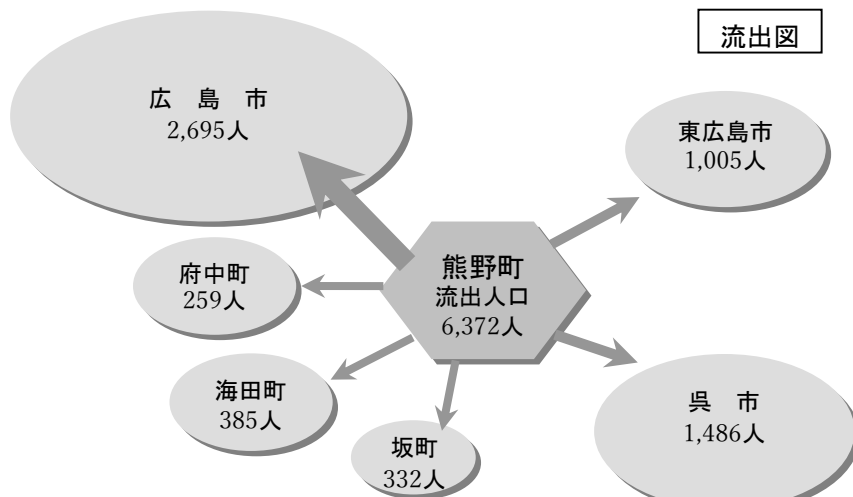 流出図
広 島 市
2,695人
東広島市
1,005人
熊野町
流出人口
6,372人
府中町
259人
海田町
385人
呉 市
1,486人
坂町
332人